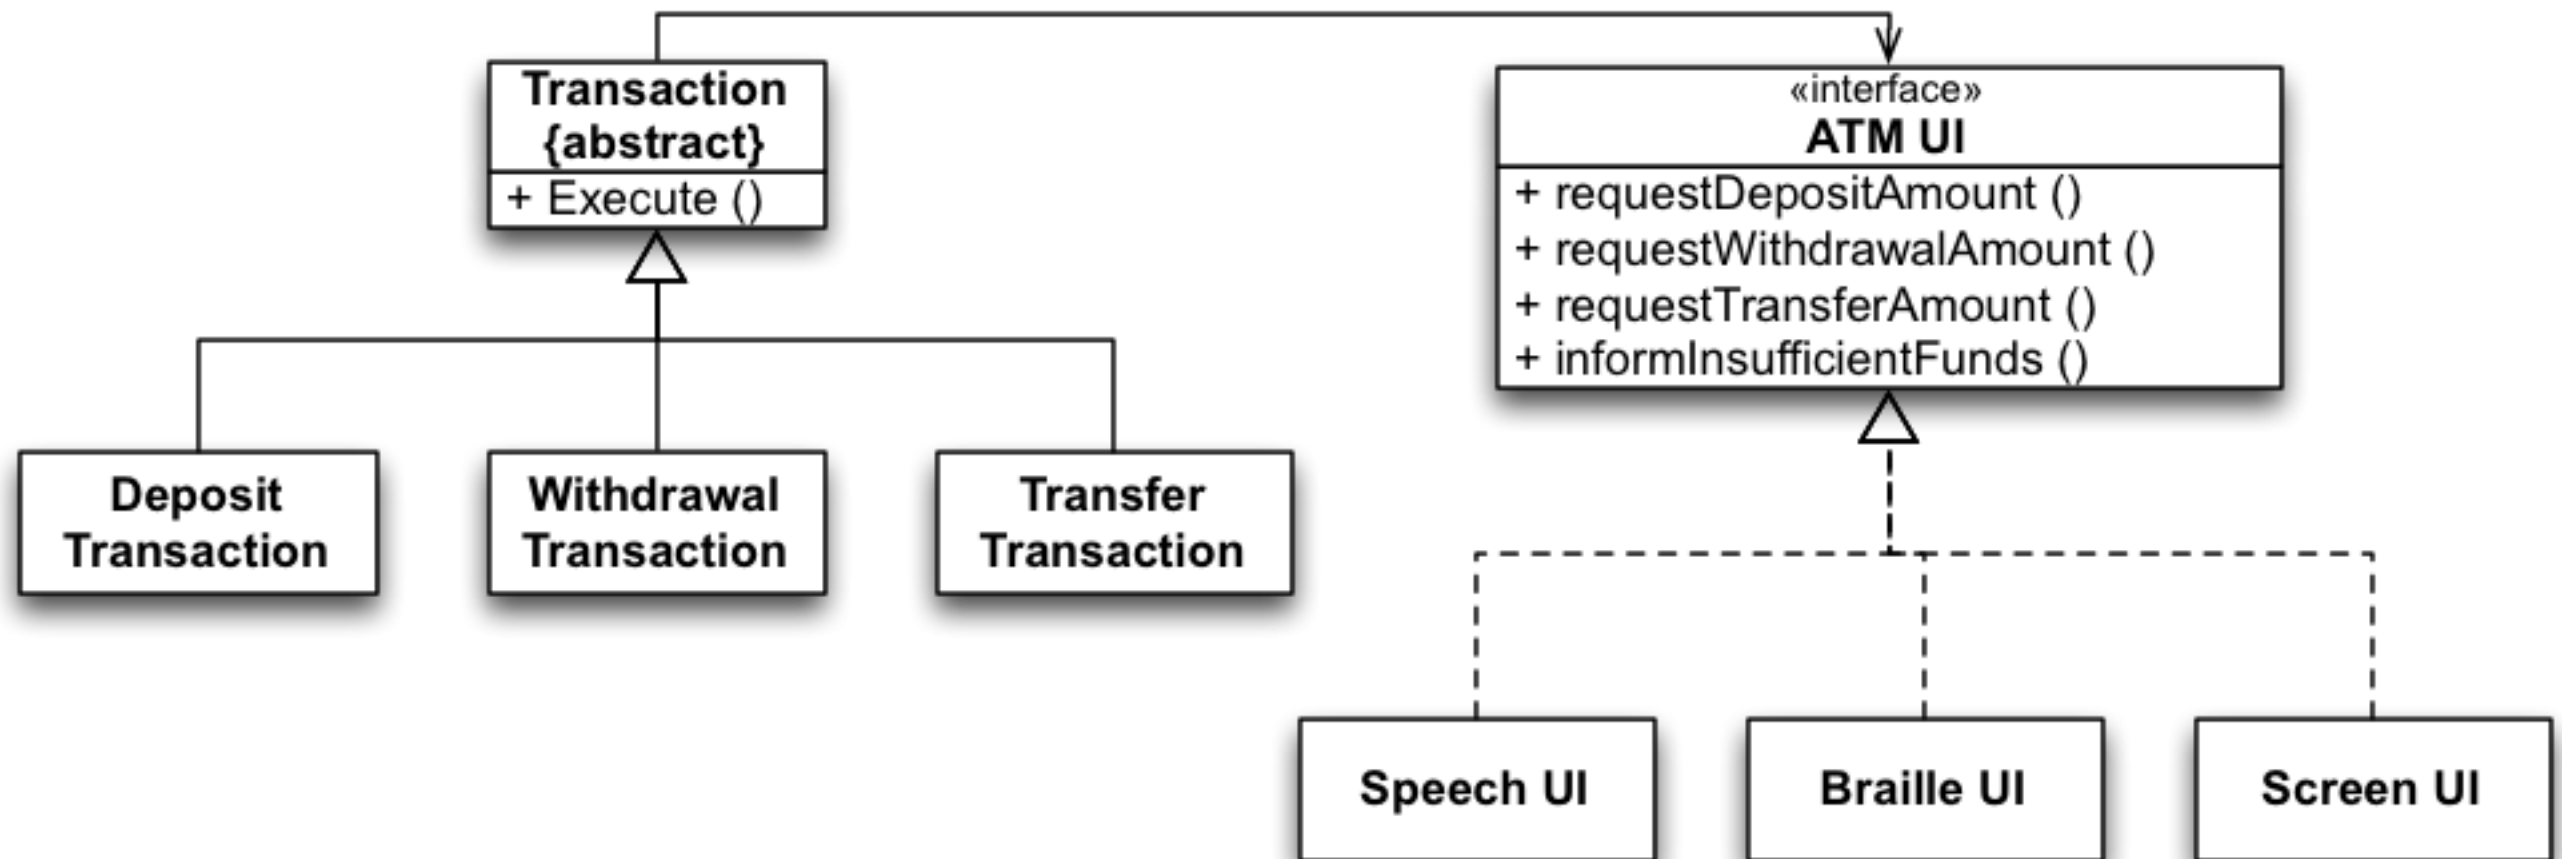 Transaction
{abstract}
+ Execute ()
«interface»
ATM UI
+ requestDepositAmount ()
+ requestWithdrawalAmount ()
+ requestTransferAmount ()
+ informInsufficientFunds ()
Deposit
Transaction
Withdrawal
Transaction
Transfer
Transaction
Speech UI
Braille UI
Screen UI